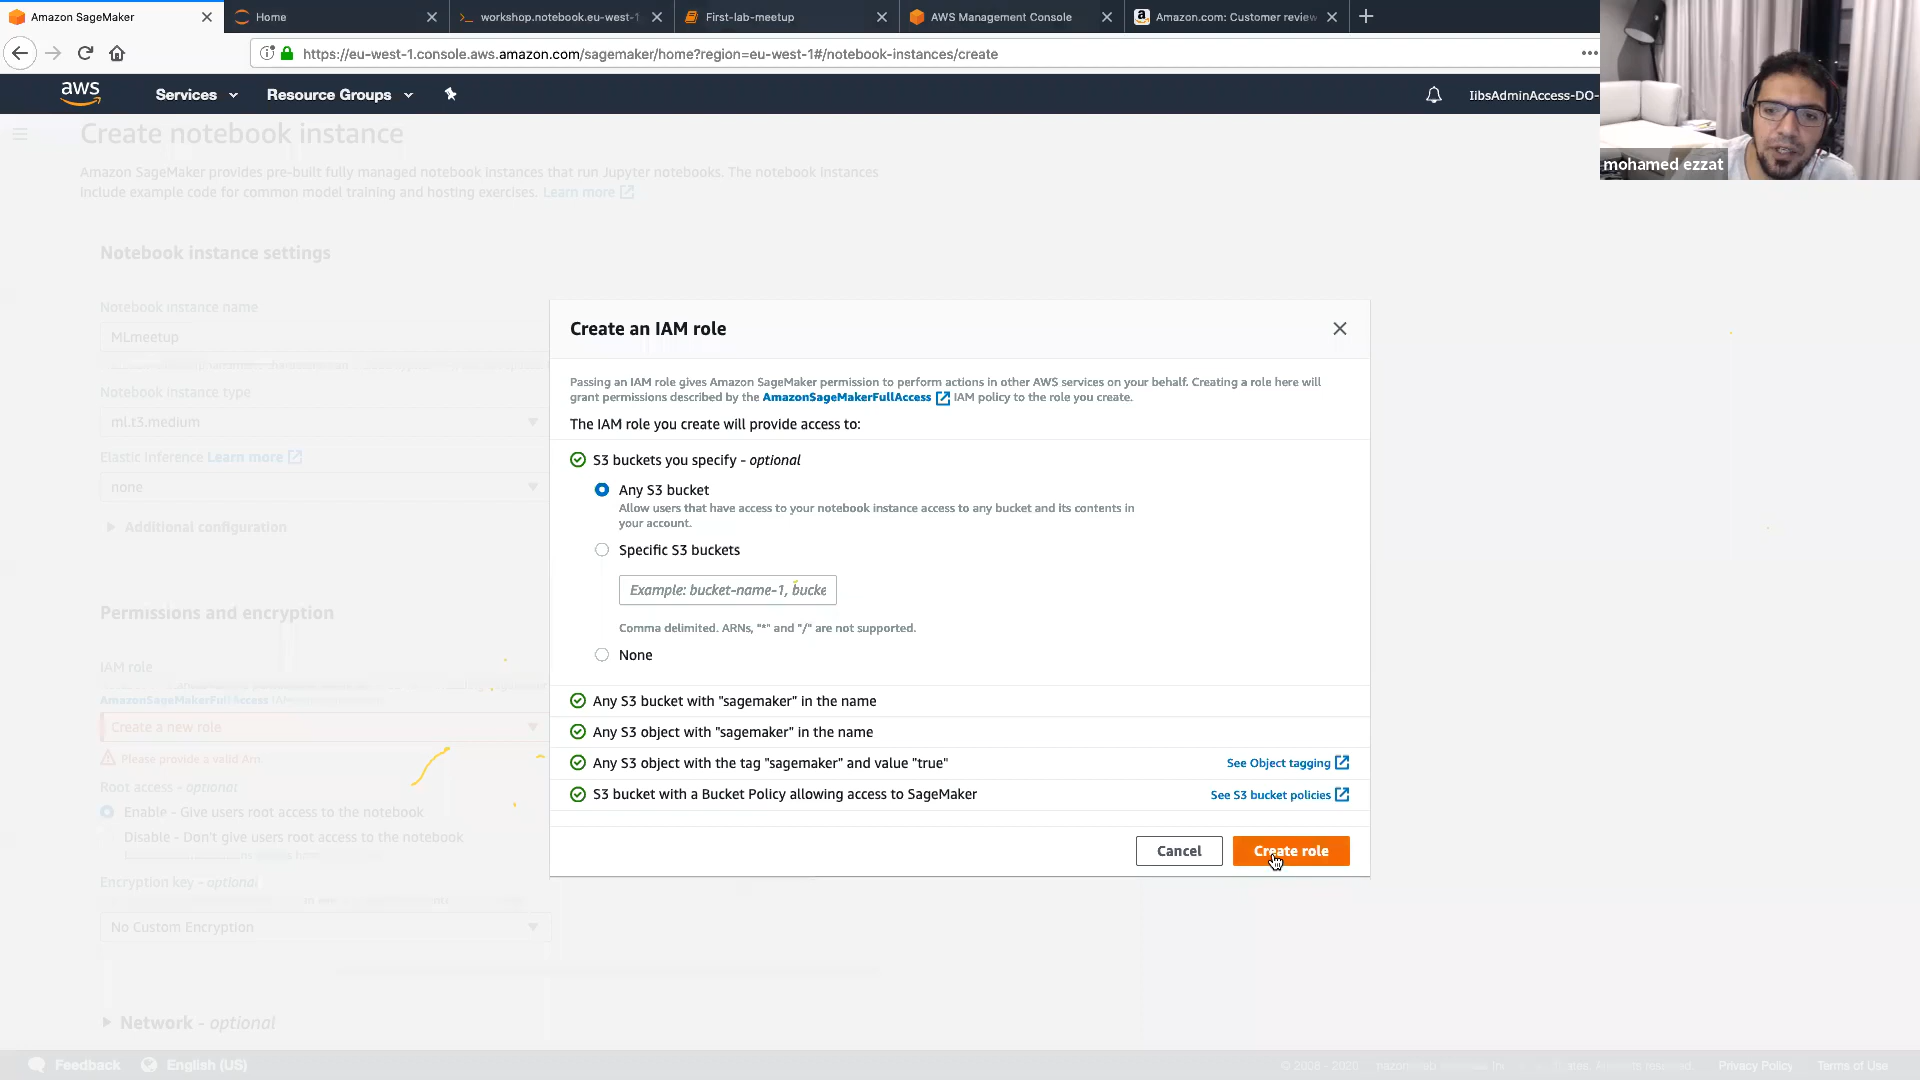 Amazon SageMaker
Home
workshop.notebook.eu-west-1
First-lab-meetup
AWS Management Console
Amazon.com: Customer review
https://eu-west-1.console.aws.amazon.com/sagemaker/home?region=eu-west-1#/notebook-instances/create
aws
Services
Resource Groups
IibsAdminAccess-DO-
mohamed ezzat
Create notebook instance
Amazon SageMaker provides pre-built fully managed notebook instances that run Jupyter notebooks. The notebook instances
include example code for common model training and hosting exercises. Learn more
Notebook instance settings
Notebook instance name
MLmeetup
Notebook instance type
ml.t3.medium
Elastic Inference Learn more
none
Additional configuration
Permissions and encryption
IAM role
AmazonSageMakerFullAccess
Create a new role
Please provide a valid Arn
Root access - optional
Enable - Give users root access to the notebook
Disable - Don't give users root access to the notebook
Encryption key - optional
No Custom Encryption
Network - optional
Create an IAM role
Passing an IAM role gives Amazon SageMaker permission to perform actions in other AWS services on your behalf. Creating a role here will
grant permissions described by the AmazonSageMakerFullAccess IAM policy to the role you create.
The IAM role you create will provide access to:
S3 buckets you specify - optional
Any S3 bucket
Allow users that have access to your notebook instance access to any bucket and its contents in
your account.
Specific S3 buckets
Example: bucket-name-1, bucke
Comma delimited. ARNs, "*" and "/" are not supported.
None
Any S3 bucket with "sagemaker" in the name
Any S3 object with "sagemaker" in the name
Any S3 object with the tag "sagemaker" and value "true" See Object tagging
S3 bucket with a Bucket Policy allowing access to SageMaker See S3 bucket policies
Cancel
Create role
Feedback
English (US)
© 2008 - 2020
Privacy Policy
Terms of Use